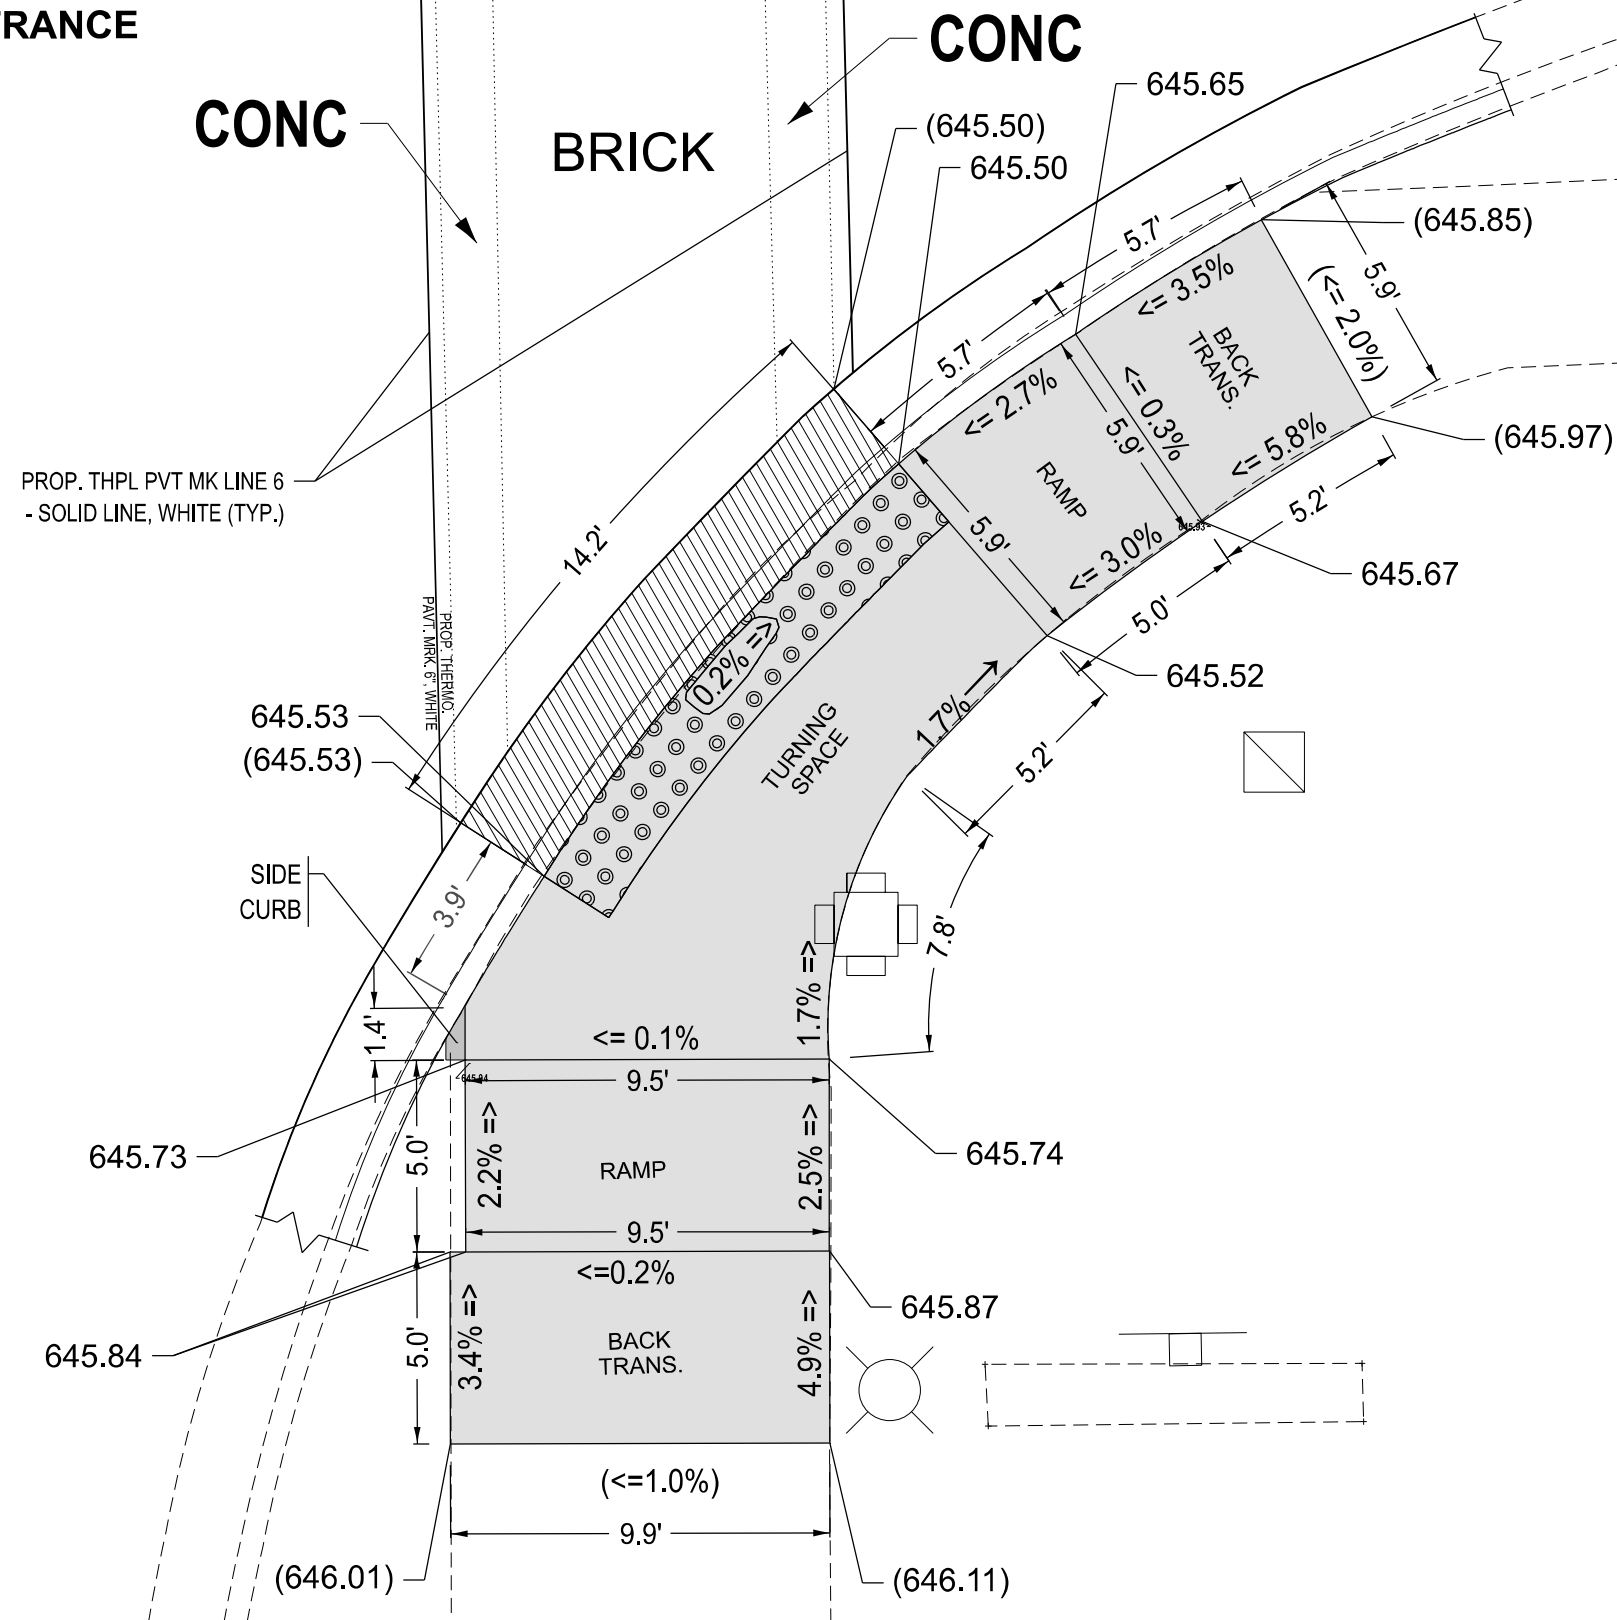 TRANCE
CONC
CONC
BRICK
645.65
(645.50)
645.50
(645.85)
(645.97)
5.7'
5.7'
5.9'
(<= 2.0%)
<= 3.5%
BACK
TRANS.
<= 0.3%
<= 5.8%
5.2'
<= 2.7%
5.9'
RAMP
<= 3.0%
5.9'
5.0'
645.93
645.67
645.52
PROP. THPL PVT MK LINE 6
- SOLID LINE, WHITE (TYP.)
14.2'
PROP. THERMO.
PAVT. MRK. 6", WHITE
645.53
(645.53)
0.2% =>
TURNING
SPACE
1.7%
5.2'
7.8'
SIDE
CURB
3.9'
1.4'
1.7% =>
<= 0.1%
9.5'
645.94
645.73
645.74
5.0'
2.2% =>
RAMP
2.5% =>
9.5'
<=0.2%
645.84
645.87
5.0'
3.4% =>
BACK
TRANS.
4.9% =>
(<=1.0%)
9.9'
(646.01)
(646.11)